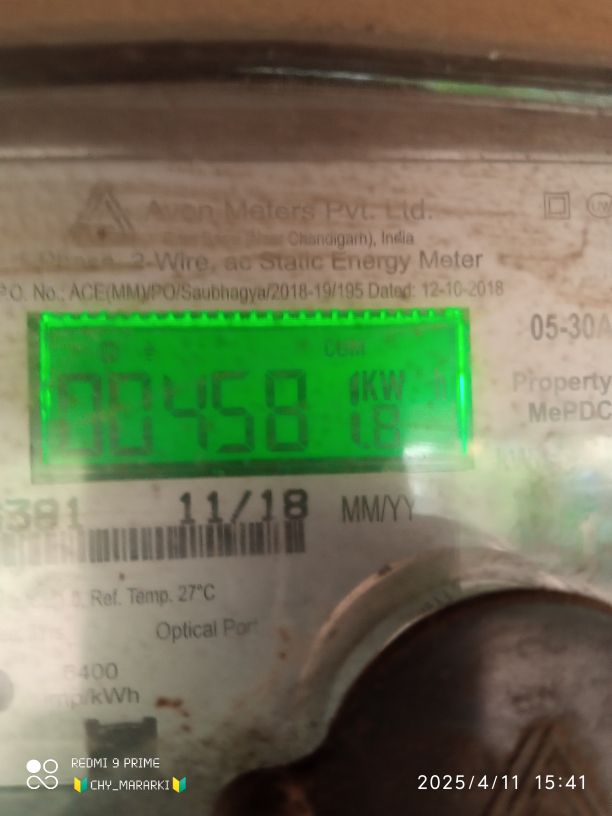 Avon Meters Pvt. Ltd.
Chandigarh), India
2-Wire, ac Static Energy Meter
P.O. No.: ACE(MM)/PO/Saubhagya/2018-19/195 Dated: 12-10-2018
05-30A
CUM
00458 KW h
1.8
Property
MePDC
381 11/18 MM/YY
Ref. Temp. 27°C
Optical Port
6400
imp/kWh
REDMI 9 PRIME
CHY_MARARKI
2025/4/11 15:41